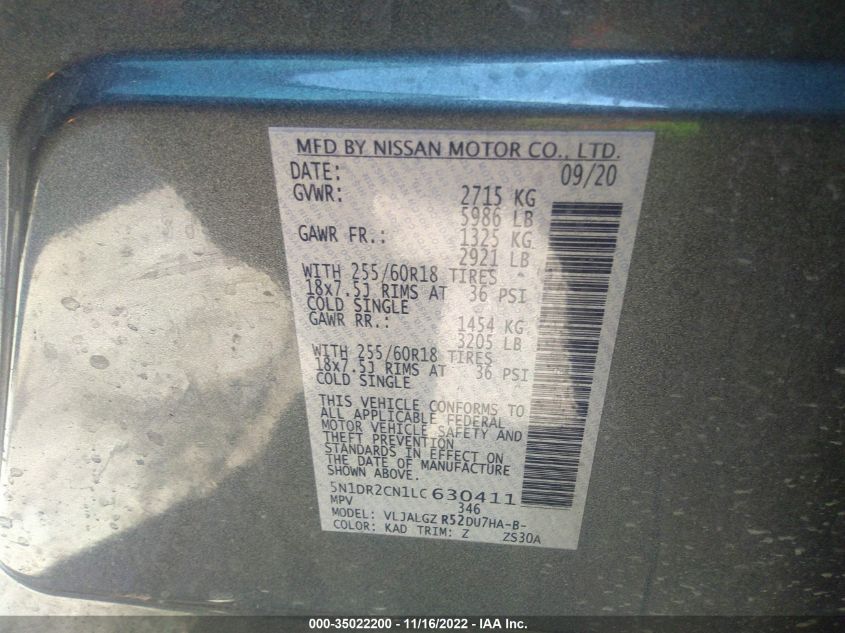 MFD BY NISSAN MOTOR CO., LTD.
DATE: 09/20
GVWR: 2715 KG
5986 LB
GAWR FR.: 1325 KG
2921 LB
WITH 255/60R18 TIRES
18x7.5J RIMS AT 36 PSI
COLD SINGLE
GAWR RR.: 1454 KG
3205 LB
WITH 255/60R18 TIRES
18x7.5J RIMS AT 36 PSI
COLD SINGLE
THIS VEHICLE CONFORMS TO
ALL APPLICABLE FEDERAL
MOTOR VEHICLE SAFETY AND
THEFT PREVENTION
STANDARDS IN EFFECT ON
THE DATE OF MANUFACTURE
SHOWN ABOVE.
5N1DR2CN1LC630411
MPV 346
MODEL: VLJALGZ R52DU7HA-B-
COLOR: KAD TRIM: Z ZS30A
000-35022200 - 11/16/2022 - IAA Inc.